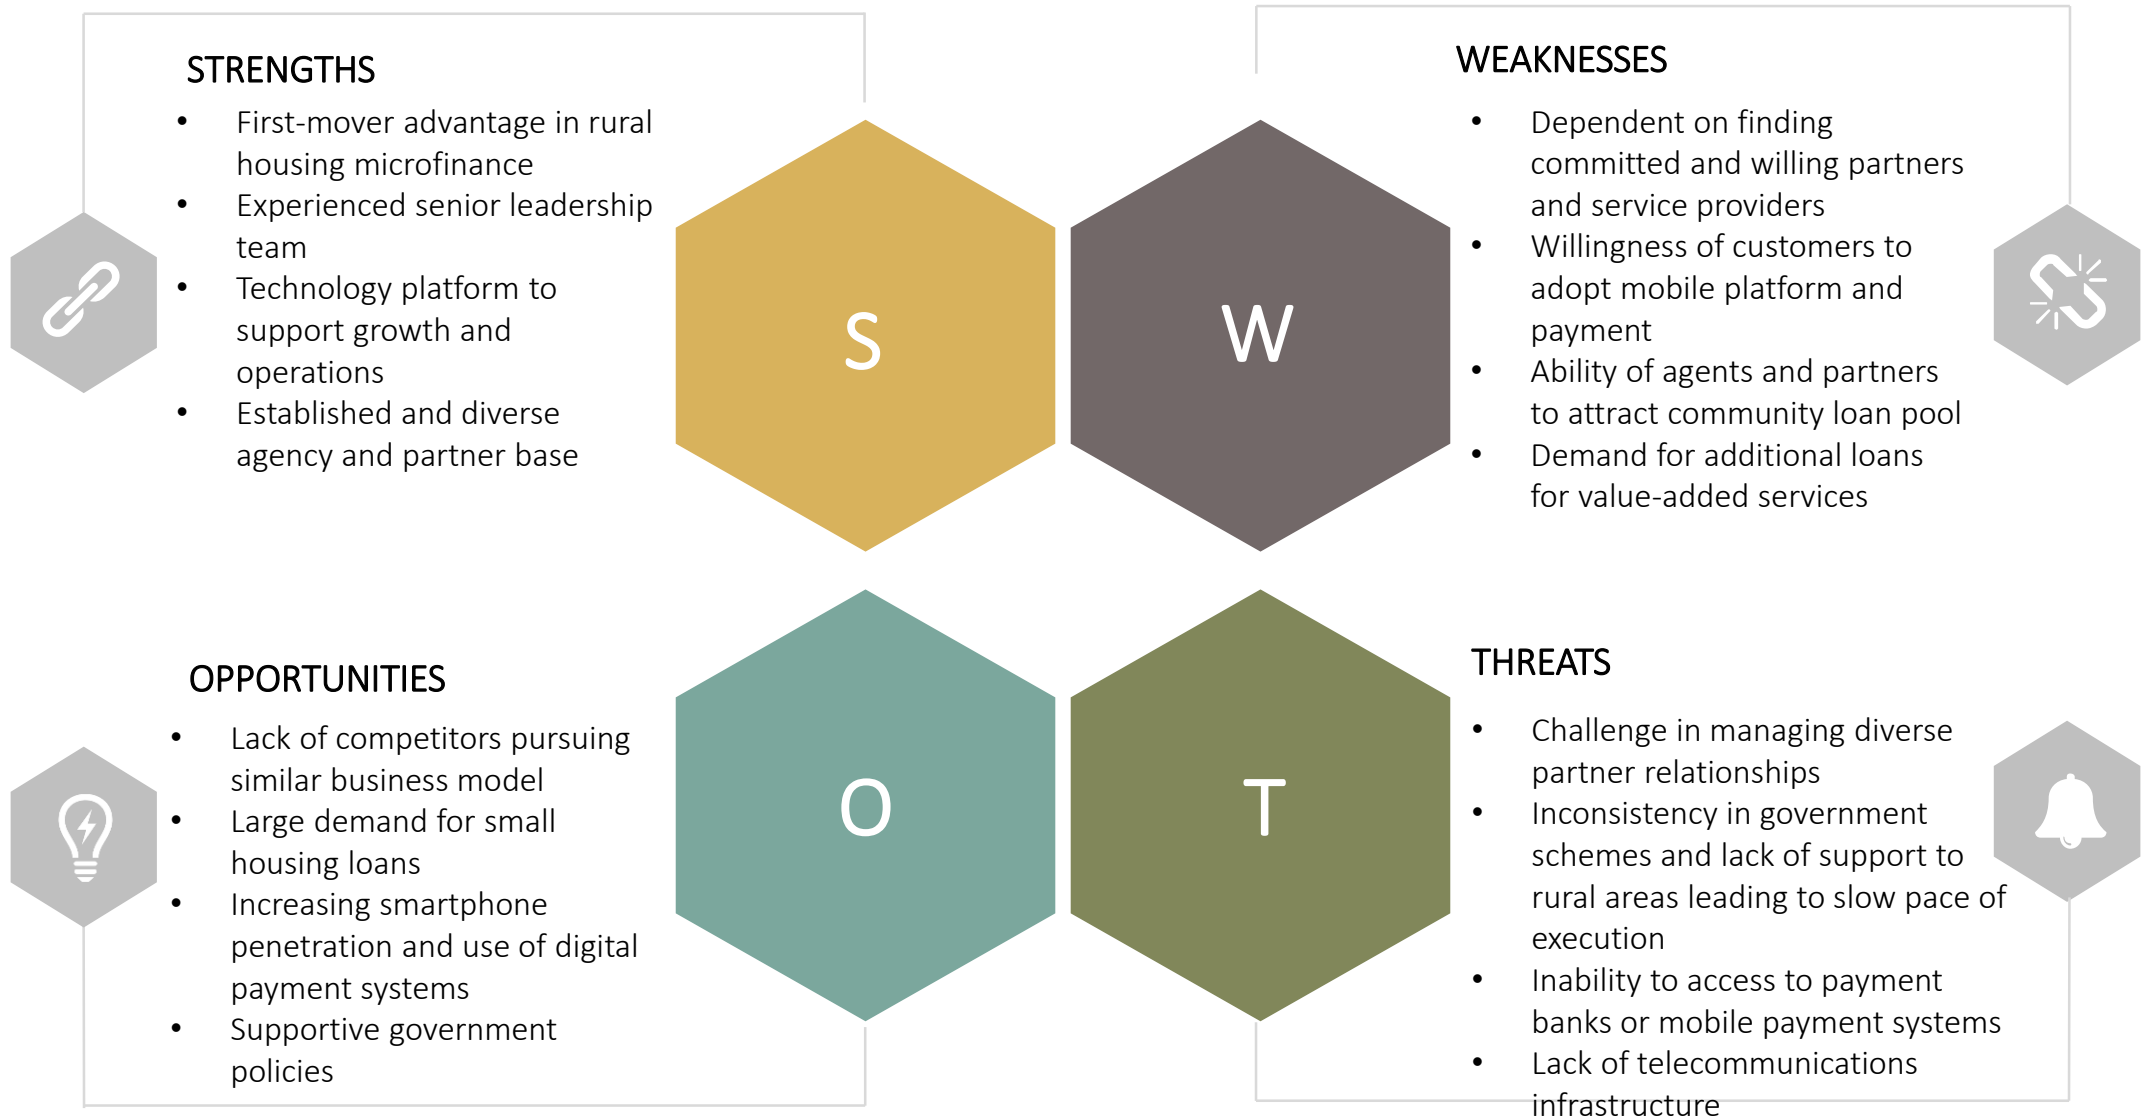 STRENGTHS
• First-mover advantage in rural
housing microfinance
• Experienced senior leadership
team
• Technology platform to
support growth and
operations
• Established and diverse
agency and partner base
S
W
WEAKNESSES
• Dependent on finding
committed and willing partners
and service providers
• Willingness of customers to
adopt mobile platform and
payment
• Ability of agents and partners
to attract community loan pool
• Demand for additional loans
for value-added services
OPPORTUNITIES
• Lack of competitors pursuing
similar business model
• Large demand for small
housing loans
• Increasing smartphone
penetration and use of digital
payment systems
• Supportive government
policies
O
T
THREATS
• Challenge in managing diverse
partner relationships
• Inconsistency in government
schemes and lack of support to
rural areas leading to slow pace of
execution
• Inability to access to payment
banks or mobile payment systems
• Lack of telecommunications
infrastructure